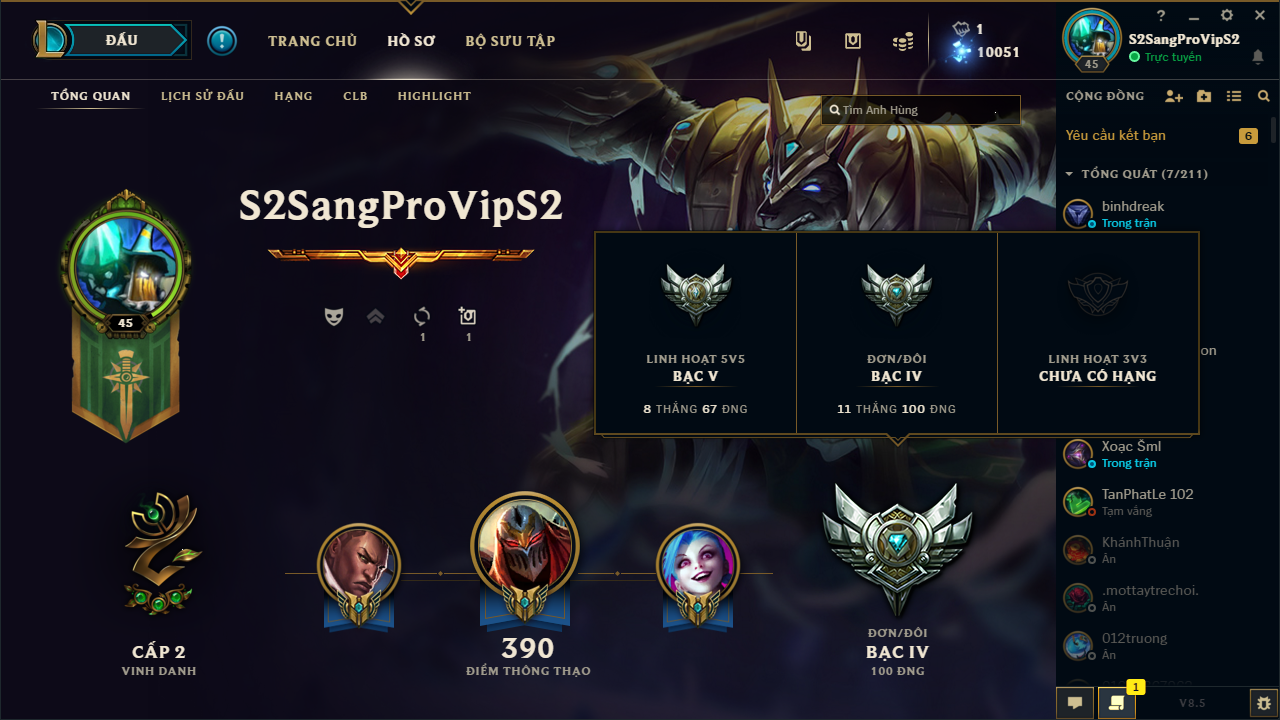 ĐẤU
TRANG CHỦ
HỒ SƠ
BỘ SƯU TẬP
1
10051
?
S2SangProVipS2
Trực tuyến
45
TỔNG QUAN
LỊCH SỬ ĐẤU
HẠNG
CLB
HIGHLIGHT
Tìm Anh Hùng
CỘNG ĐỒNG
Yêu cầu kết bạn
6
TỔNG QUÁT (7/211)
binhdreak
Trong trận
S2SangProVipS2
45
1
1
LINH HOẠT 5V5
BẠC V
8 THẮNG 67 ĐNG
ĐƠN/ĐÔI
BẠC IV
11 THẮNG 100 ĐNG
LINH HOẠT 3V3
CHƯA CÓ HẠNG
on
Xoạc Šml
Trong trận
TanPhatLe 102
Tạm vắng
KhánhThuận
Ẩn
.mottaytrechoi.
Ẩn
012truong
Ẩn
CẤP 2
VINH DANH
390
ĐIỂM THÔNG THẠO
ĐƠN/ĐÔI
BẠC IV
100 ĐNG
1
V8.5